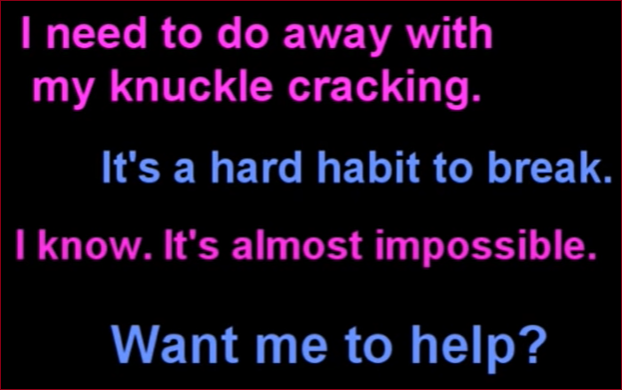 I need to do away with
my knuckle cracking.
It's a hard habit to break.
I know. It's almost impossible.
Want me to help?